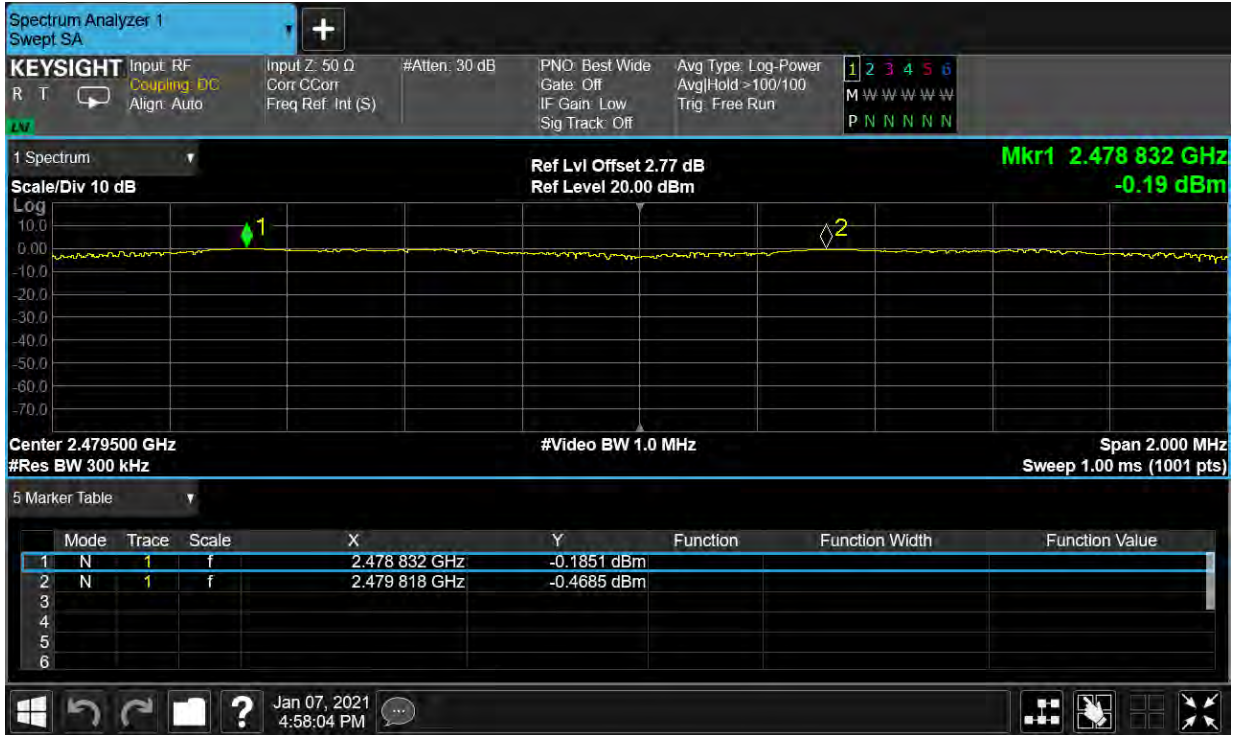 Spectrum Analyzer 1
Swept SA
+
KEYSIGHT Input: RF Input Z: 50 Ω #Atten: 30 dB PNO: Best Wide Avg Type: Log-Power 1 2 3 4 5 6
R T Coupling: DC Corr CCorr Gate: Off Avg|Hold >100/100 M W W W W W W
Align: Auto Freq Ref: Int (S) IF Gain: Low Trig: Free Run P N N N N N N
Sig Track: Off
LXI
1 Spectrum Ref Lvl Offset 2.77 dB Mkr1 2.478 832 GHz
Scale/Div 10 dB Ref Level 20.00 dBm -0.19 dBm
Log
10.0
0.00
-10.0
-20.0
-30.0
-40.0
-50.0
-60.0
-70.0
1
2
Center 2.479500 GHz #Video BW 1.0 MHz Span 2.000 MHz
#Res BW 300 kHz Sweep 1.00 ms (1001 pts)
5 Marker Table
Mode Trace Scale X Y Function Function Width Function Value
1 N 1 f 2.478 832 GHz -0.1851 dBm
2 N 1 f 2.479 818 GHz -0.4685 dBm
3
4
5
6
? Jan 07, 2021
4:58:04 PM